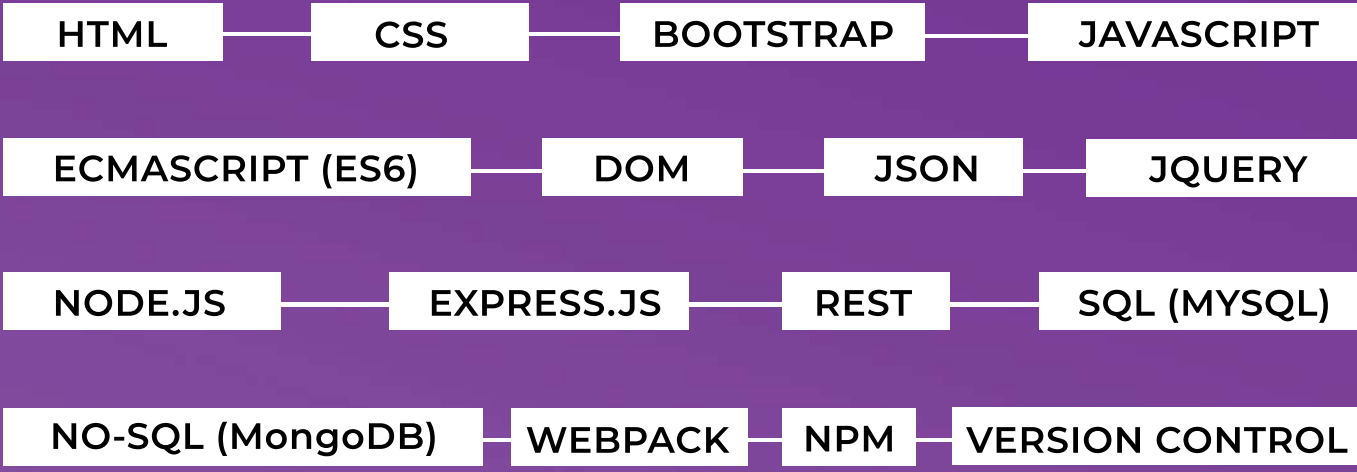 HTML CSS BOOTSTRAP JAVASCRIPT
ECMASCRIPT (ES6) DOM JSON JQUERY
NODE.JS EXPRESS.JS REST SQL (MYSQL)
NO-SQL (MongoDB) WEBPACK NPM VERSION CONTROL